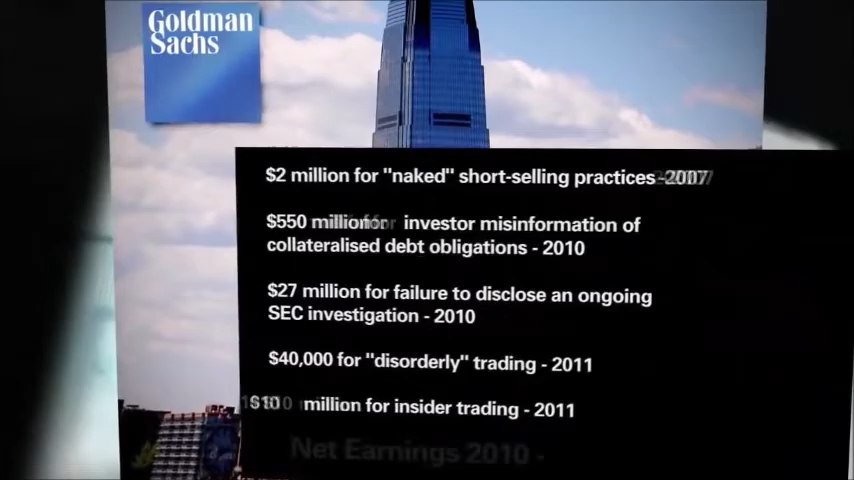 Goldman
Sachs
$2 million for "naked" short-selling practices - 2007
$550 million for investor misinformation of
collateralised debt obligations - 2010
$27 million for failure to disclose an ongoing
SEC investigation - 2010
$40,000 for "disorderly" trading - 2011
$10 million for insider trading - 2011
Net Earnings 2010 -